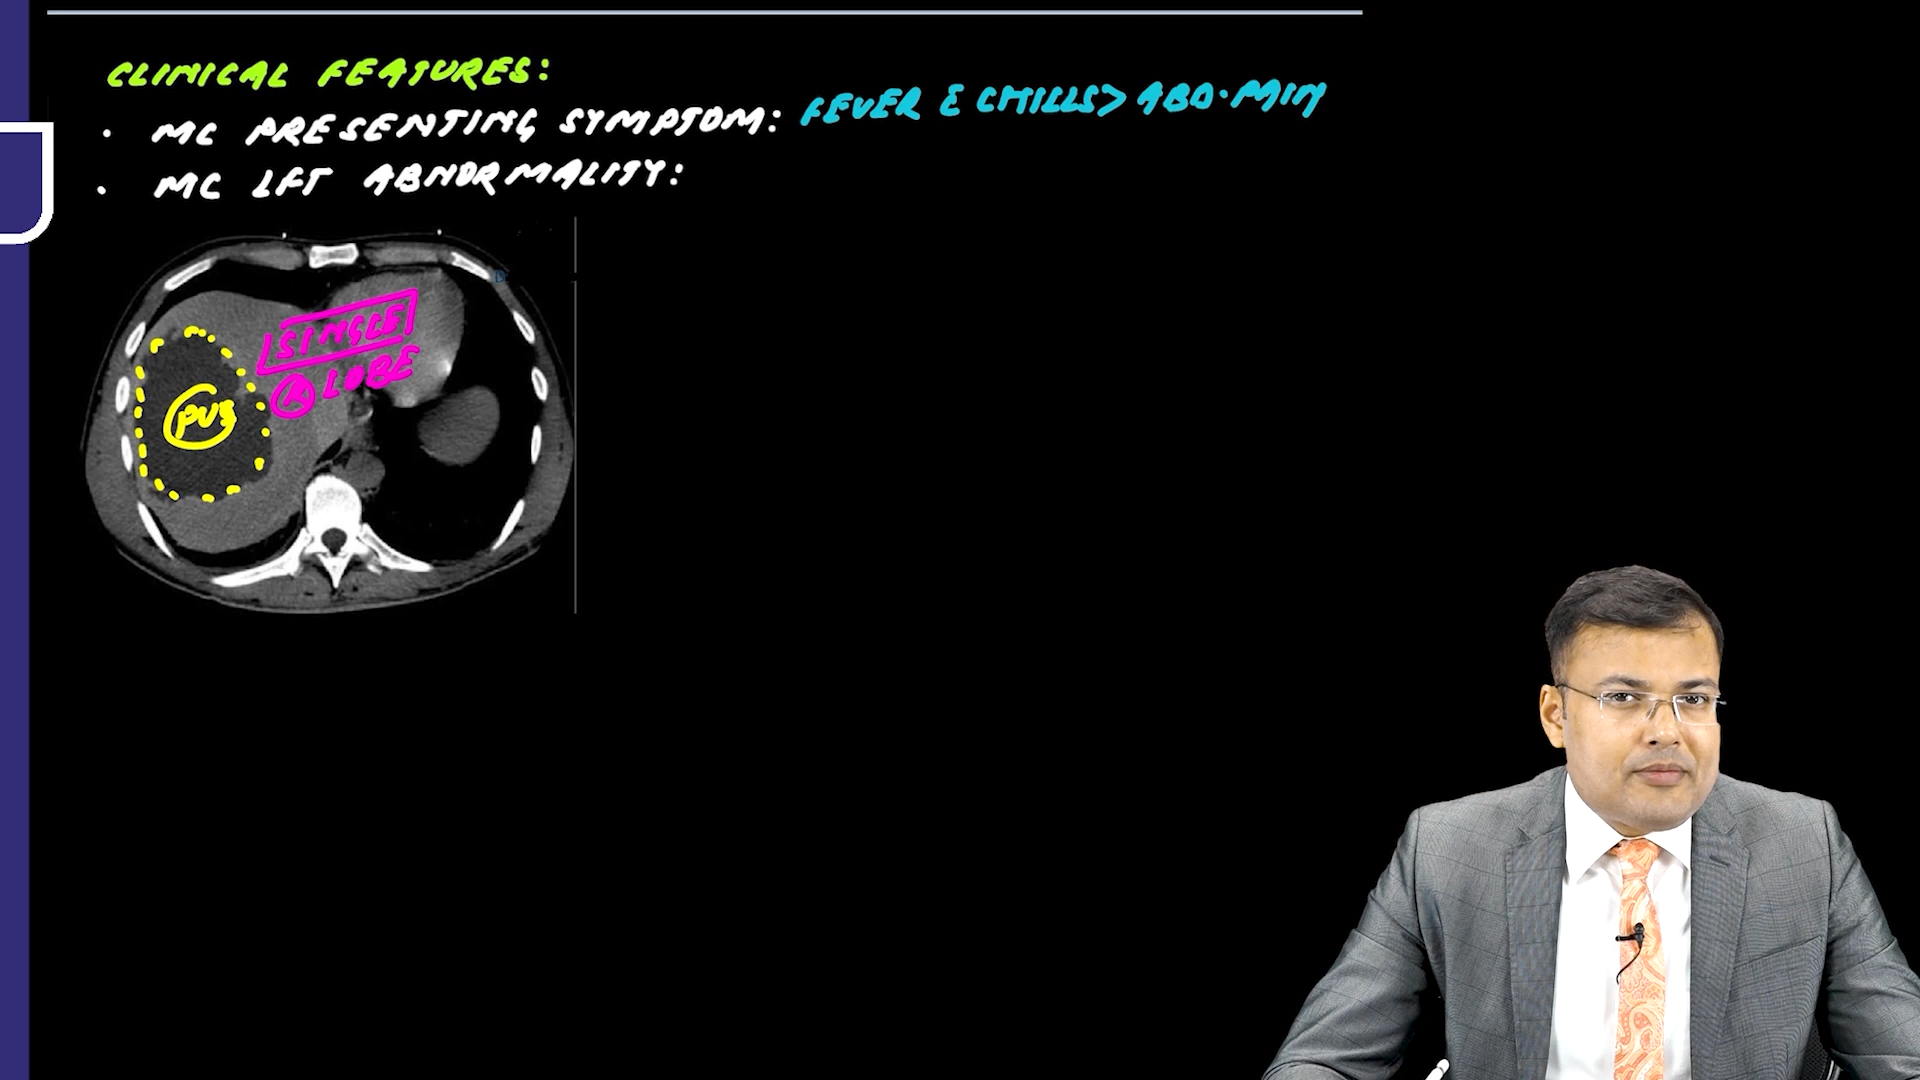 CLINICAL FEATURES:
• MC PRESENTING SYMPTOM: FEVER & CHILLS > ABD. PAIN
• MC LFT ABNORMALITY:
SINGLE
R LOBE
PUS